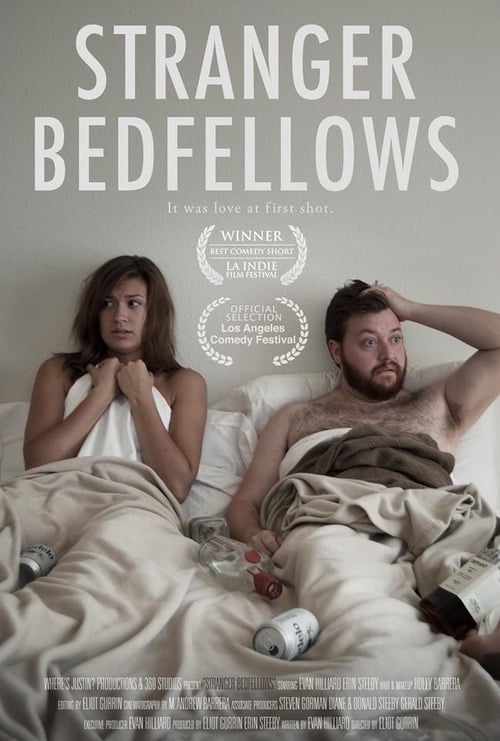 STRANGER
BEDFELLOWS
It was love at first shot.
WINNER
BEST COMEDY SHORT
LA INDIE
FILM FESTIVAL
OFFICIAL
SELECTION
Los Angeles
Comedy Festival
WHERE'S JUSTIN? PRODUCTIONS & 360 STUDIOS PRESENT "STRANGER BEDFELLOWS" STARRING EVAN HILLIARD ERIN STEEBY HAIR & MAKEUP HOLLY BARRERA
EDITING BY ELIOT GURRIN CINEMATOGRAPHY BY M. ANDREW BARRERA ASSOCIATE PRODUCERS STEVEN GORMAN DIANE & DONALD STEEBY GERALD STEEBY
EXECUTIVE PRODUCER EVAN HILLIARD PRODUCED BY ELIOT GURRIN ERIN STEEBY WRITTEN BY EVAN HILLIARD DIRECTED BY ELIOT GURRIN